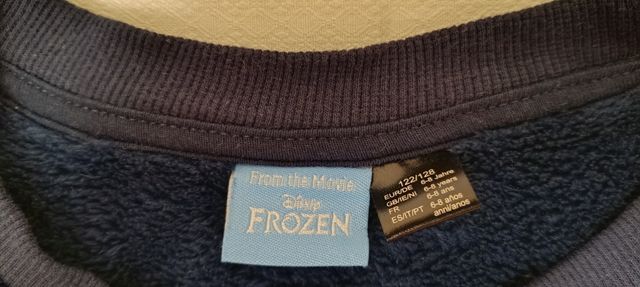 From the Movie
Disney
FROZEN
122/128
EUR/DE 6-8 Jahre
GB/IE/NI 6-8 years
FR 6-8 ans
ES/IT/PT 6-8 años
anni/anos